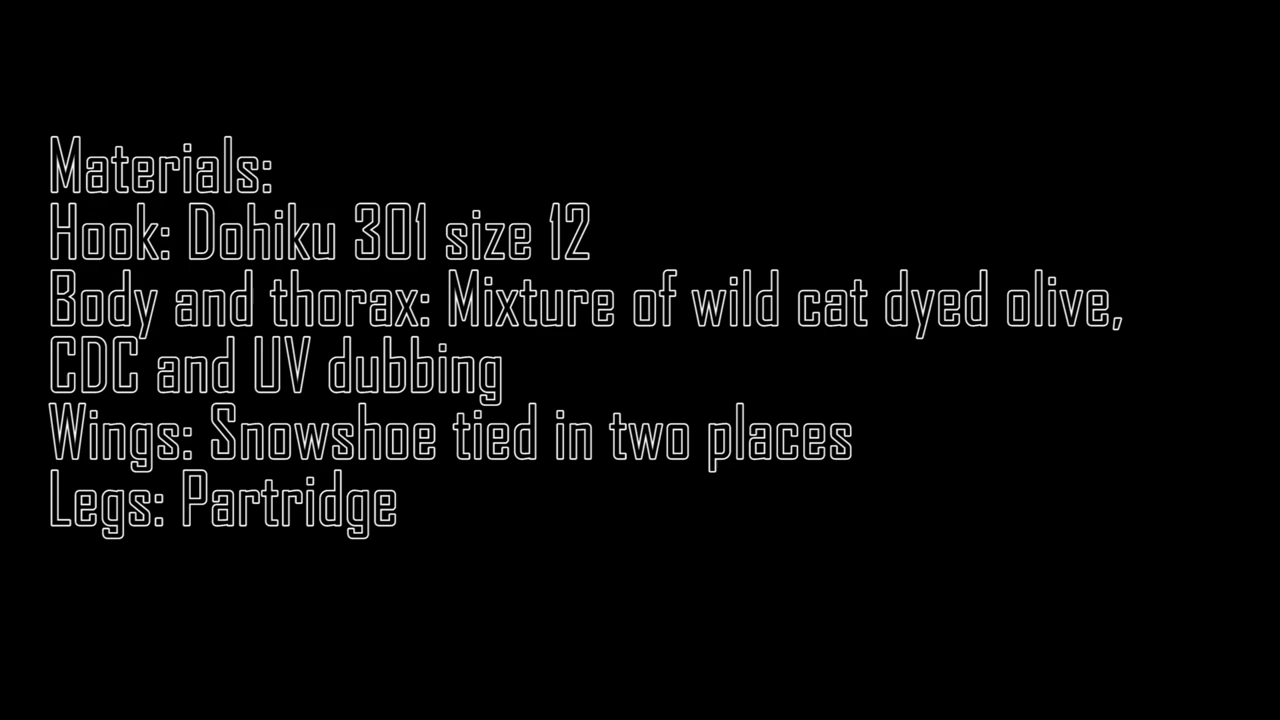 Materials:
Hook: Dohiku 301 size 12
Body and thorax: Mixture of wild cat dyed olive,
CDC and UV dubbing
Wings: Snowshoe tied in two places
Legs: Partridge